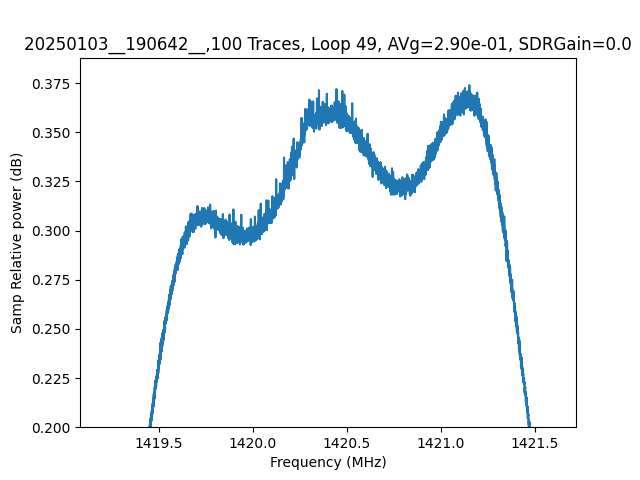 20250103__190642__,100 Traces, Loop 49, AVg=2.90e-01, SDRGain=0.0
0.375
0.350
0.325
0.300
0.275
0.250
0.225
0.200
Samp Relative power (dB)
1419.5 1420.0 1420.5 1421.0 1421.5
Frequency (MHz)